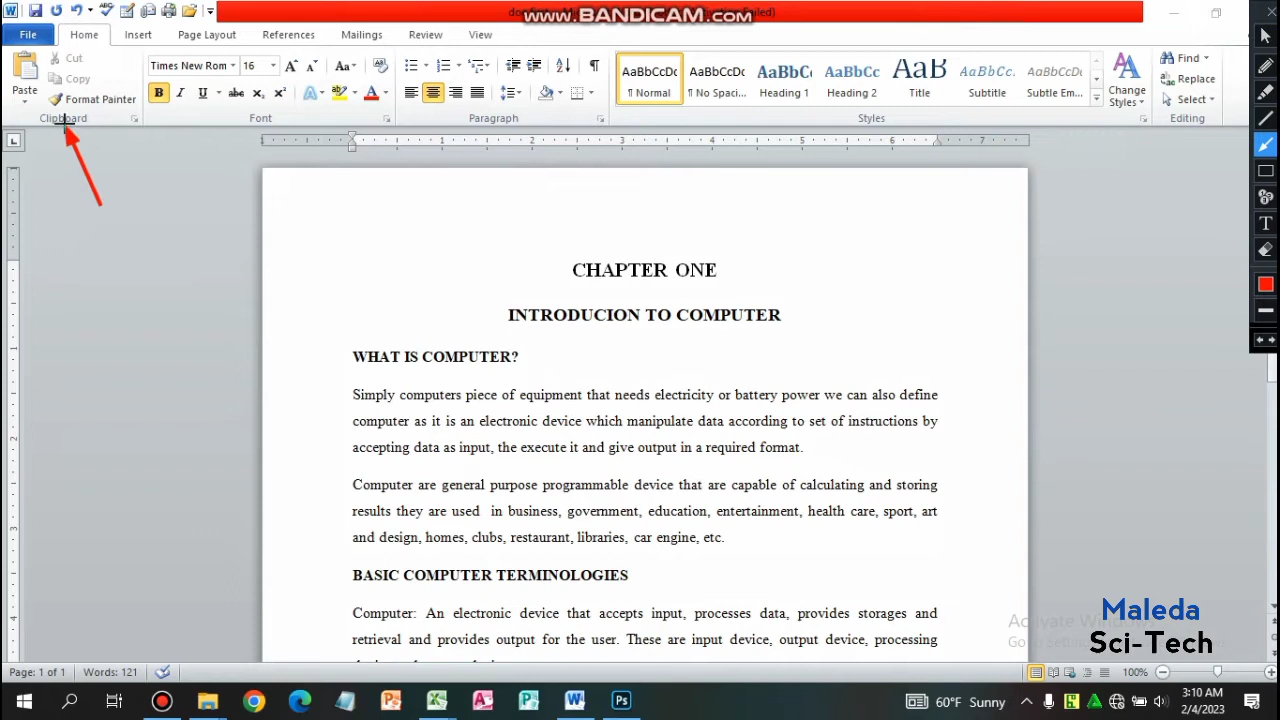 www.BANDICAM.com
File Home Insert Page Layout References Mailings Review View
Paste
Cut
Copy
Format Painter
Clipboard
Times New Rom 16
Font
Paragraph
AaBbCcDc AaBbCcDc AaBbC AaBbCc AaB AaBbCc. AaBbCcDc
¶ Normal ¶ No Spaci... Heading 1 Heading 2 Title Subtitle Subtle Em...
Change
Styles
Styles
Find
Replace
Select
Editing
CHAPTER ONE
INTRODUCION TO COMPUTER
WHAT IS COMPUTER?
Simply computers piece of equipment that needs electricity or battery power we can also define
computer as it is an electronic device which manipulate data according to set of instructions by
accepting data as input, the execute it and give output in a required format.
Computer are general purpose programmable device that are capable of calculating and storing
results they are used in business, government, education, entertainment, health care, sport, art
and design, homes, clubs, restaurant, libraries, car engine, etc.
BASIC COMPUTER TERMINOLOGIES
Computer: An electronic device that accepts input, processes data, provides storages and
retrieval and provides output for the user. These are input device, output device, processing
Activate Windows
Maleda
Sci-Tech
Page: 1 of 1 Words: 121 100%
60°F Sunny
3:10 AM
2/4/2023